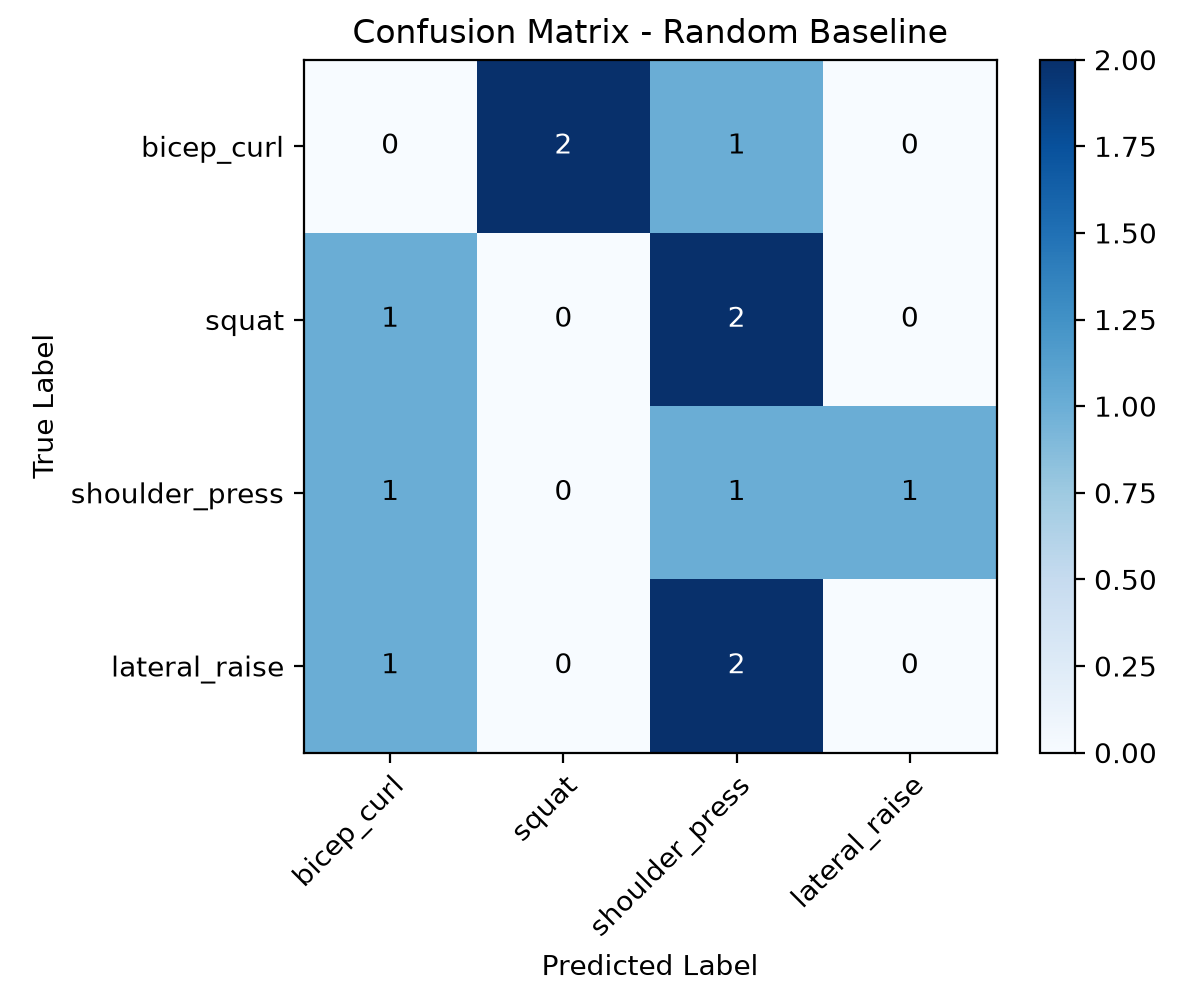 Confusion Matrix - Random Baseline
bicep_curl 0 2 1 0
squat 1 0 2 0
shoulder_press 1 0 1 1
lateral_raise 1 0 2 0
True Label
bicep_curl squat shoulder_press lateral_raise
Predicted Label
2.00
1.75
1.50
1.25
1.00
0.75
0.50
0.25
0.00